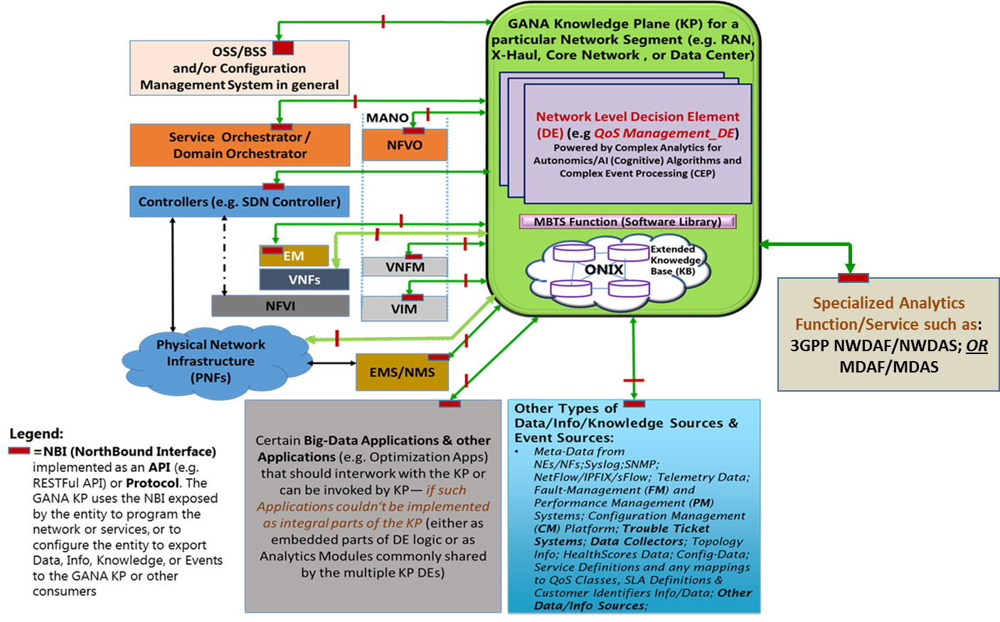 GANA Knowledge Plane (KP) for a
particular Network Segment (e.g. RAN,
X-Haul, Core Network , or Data Center)
OSS/BSS
and/or Configuration
Management System in general
Network Level Decision Element
(DE) (e.g QoS Management_DE)
Powered by Complex Analytics for
Autonomics/AI (Cognitive) Algorithms and
Complex Event Processing (CEP)
MANO
Service Orchestrator /
Domain Orchestrator
NFVO
Controllers (e.g. SDN Controller)
MBTS Function (Software Library)
EM
VNFs
VNFM
ONIX
Extended
Knowedge
Base (KB)
NFVI
VIM
Specialized Analytics
Function/Service such as:
3GPP NWDAF/NWDAS; OR
MDAF/MDAS
Physical Network
Infrastructure
(PNFs)
EMS/NMS
Legend:
=NBI (NorthBound Interface)
implemented as an API (e.g.
RESTFul API) or Protocol. The
GANA KP uses the NBI exposed
by the entity to program the
network or services, or to
configure the entity to export
Data, Info, Knowledge, or Events
to the GANA KP or other
consumers
Certain Big-Data Applications & other
Applications (e.g. Optimization Apps)
that should interwork with the KP or
can be invoked by KP— if such
Applications couldn't be implemented
as integral parts of the KP (either as
embedded parts of DE logic or as
Analytics Modules commonly shared
by the multiple KP DEs)
Other Types of
Data/Info/Knowledge Sources &
Event Sources:
• Meta-Data from
NEs/NFs;Syslog;SNMP;
NetFlow/IPFIX/sFlow; Telemetry Data;
Fault-Management (FM) and
Performance Management (PM)
Systems; Configuration Management
(CM) Platform; Trouble Ticket
Systems; Data Collectors; Topology
Info; HealthScores Data; Config-Data;
Service Definitions and any mappings
to QoS Classes, SLA Definitions &
Customer Identifiers Info/Data; Other
Data/Info Sources;